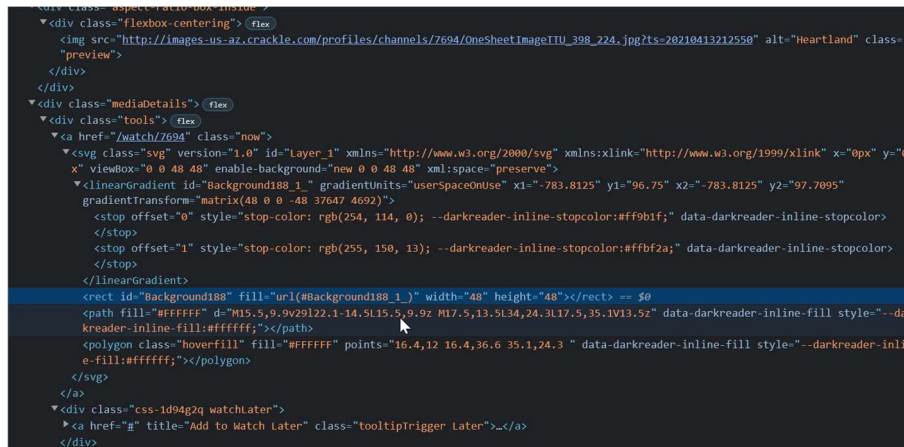 <div class="aspect-ratio-box-inside">
▼<div class="flexbox-centering"> flex
<img src="http://images-us-az.crackle.com/profiles/channels/7694/OneSheetImageTTU_398_224.jpg?ts=20210413212550" alt="Heartland" class=
"preview">
</div>
</div>
▼<div class="mediaDetails"> flex
▼<div class="tools"> flex
▼<a href="/watch/7694" class="now">
▼<svg class="svg" version="1.0" id="Layer_1" xmlns="http://www.w3.org/2000/svg" xmlns:xlink="http://www.w3.org/1999/xlink" x="0px" y="0
x" viewBox="0 0 48 48" enable-background="new 0 0 48 48" xml:space="preserve">
▼<linearGradient id="Background188_1_" gradientUnits="userSpaceOnUse" x1="-783.8125" y1="96.75" x2="-783.8125" y2="97.7095"
gradientTransform="matrix(48 0 0 -48 37647 4692)">
<stop offset="0" style="stop-color: rgb(254, 114, 0); --darkreader-inline-stopcolor:#ff9b1f;" data-darkreader-inline-stopcolor>
</stop>
<stop offset="1" style="stop-color: rgb(255, 150, 13); --darkreader-inline-stopcolor:#ffbf2a;" data-darkreader-inline-stopcolor>
</stop>
</linearGradient>
<rect id="Background188" fill="url(#Background188_1_)" width="48" height="48"></rect> == $0
<path fill="#FFFFFF" d="M15.5,9.9v29l22.1-14.5L15.5,9.9z M17.5,13.5L34,24.3L17.5,35.1V13.5z" data-darkreader-inline-fill style="--da
kreader-inline-fill:#ffffff;"></path>
<polygon class="hoverfill" fill="#FFFFFF" points="16.4,12 16.4,36.6 35.1,24.3 " data-darkreader-inline-fill style="--darkreader-inli
e-fill:#ffffff;"></polygon>
</svg>
</a>
▼<div class="css-1d94g2q watchLater">
▶<a href="#" title="Add to Watch Later" class="tooltipTrigger Later">…</a>
</div>